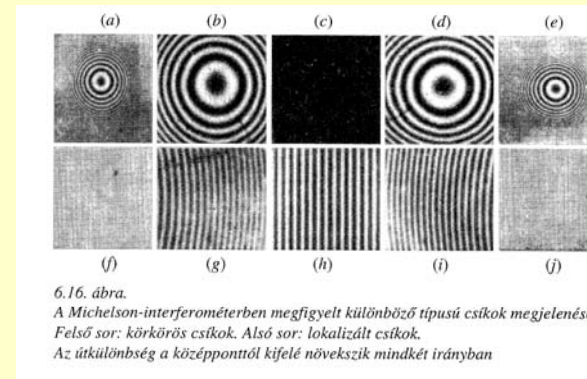 (a) (b) (c) (d) (e)
(f) (g) (h) (i) (j)
6.16. ábra.
A Michelson-interferométerben megfigyelt különböző típusú csíkok megjelenés
Felső sor: körkörös csíkok. Alsó sor: lokalizált csíkok.
Az útkülönbség a középponttól kifelé növekszik mindkét irányban